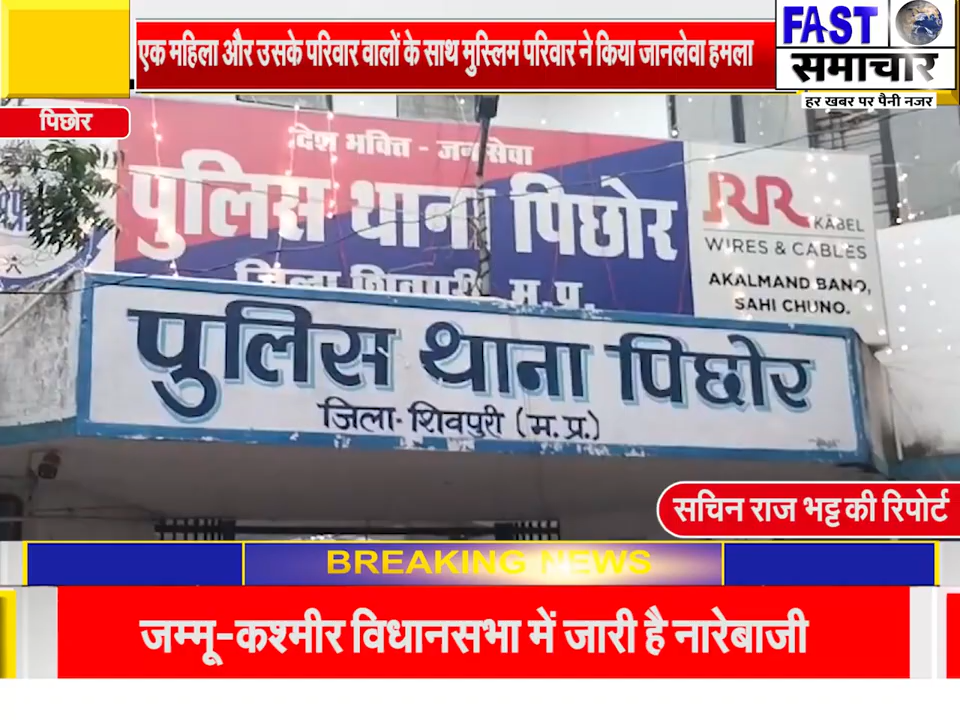 एक महिला और उसके परिवार वालों के साथ मुस्लिम परिवार ने किया जानलेवा हमला
FAST
समाचार
हर खबर पर पैनी नजर
पिछोर
देश भक्ति - जन सेवा
पुलिस थाना पिछोर
जिला शिवपुरी म.प्र.
RR
KABEL
WIRES & CABLES
AKALMAND BANO,
SAHI CHUNO.
पुलिस थाना पिछोर
जिला- शिवपुरी (म.प्र.)
सचिन राज भट्ट की रिपोर्ट
BREAKING NEWS
जम्मू-कश्मीर विधानसभा में जारी है नारेबाजी